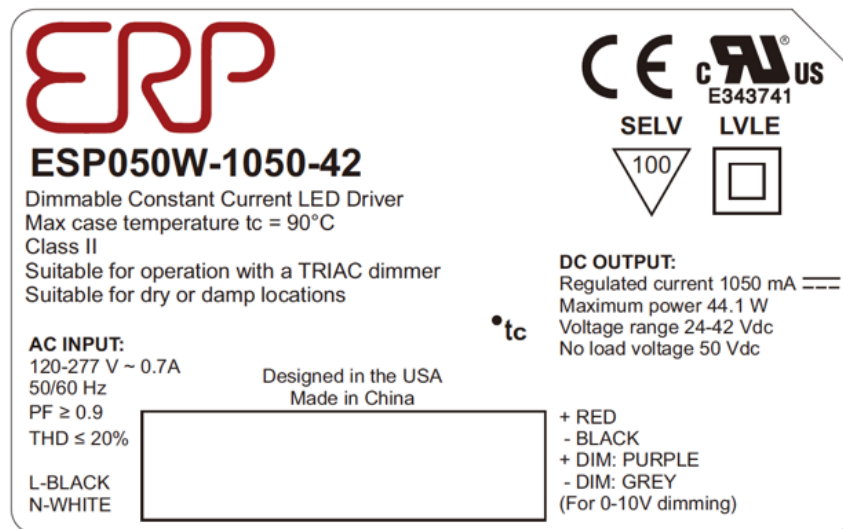 ERP
ESP050W-1050-42
Dimmable Constant Current LED Driver
Max case temperature tc = 90°C
Class II
Suitable for operation with a TRIAC dimmer
Suitable for dry or damp locations
AC INPUT:
120-277 V ~ 0.7A
50/60 Hz
PF ≥ 0.9
THD ≤ 20%
L-BLACK
N-WHITE
Designed in the USA
Made in China
•tc
CE
c RU® US
E343741
SELV LVLE
100
DC OUTPUT:
Regulated current 1050 mA ⎓
Maximum power 44.1 W
Voltage range 24-42 Vdc
No load voltage 50 Vdc
+ RED
- BLACK
+ DIM: PURPLE
- DIM: GREY
(For 0-10V dimming)